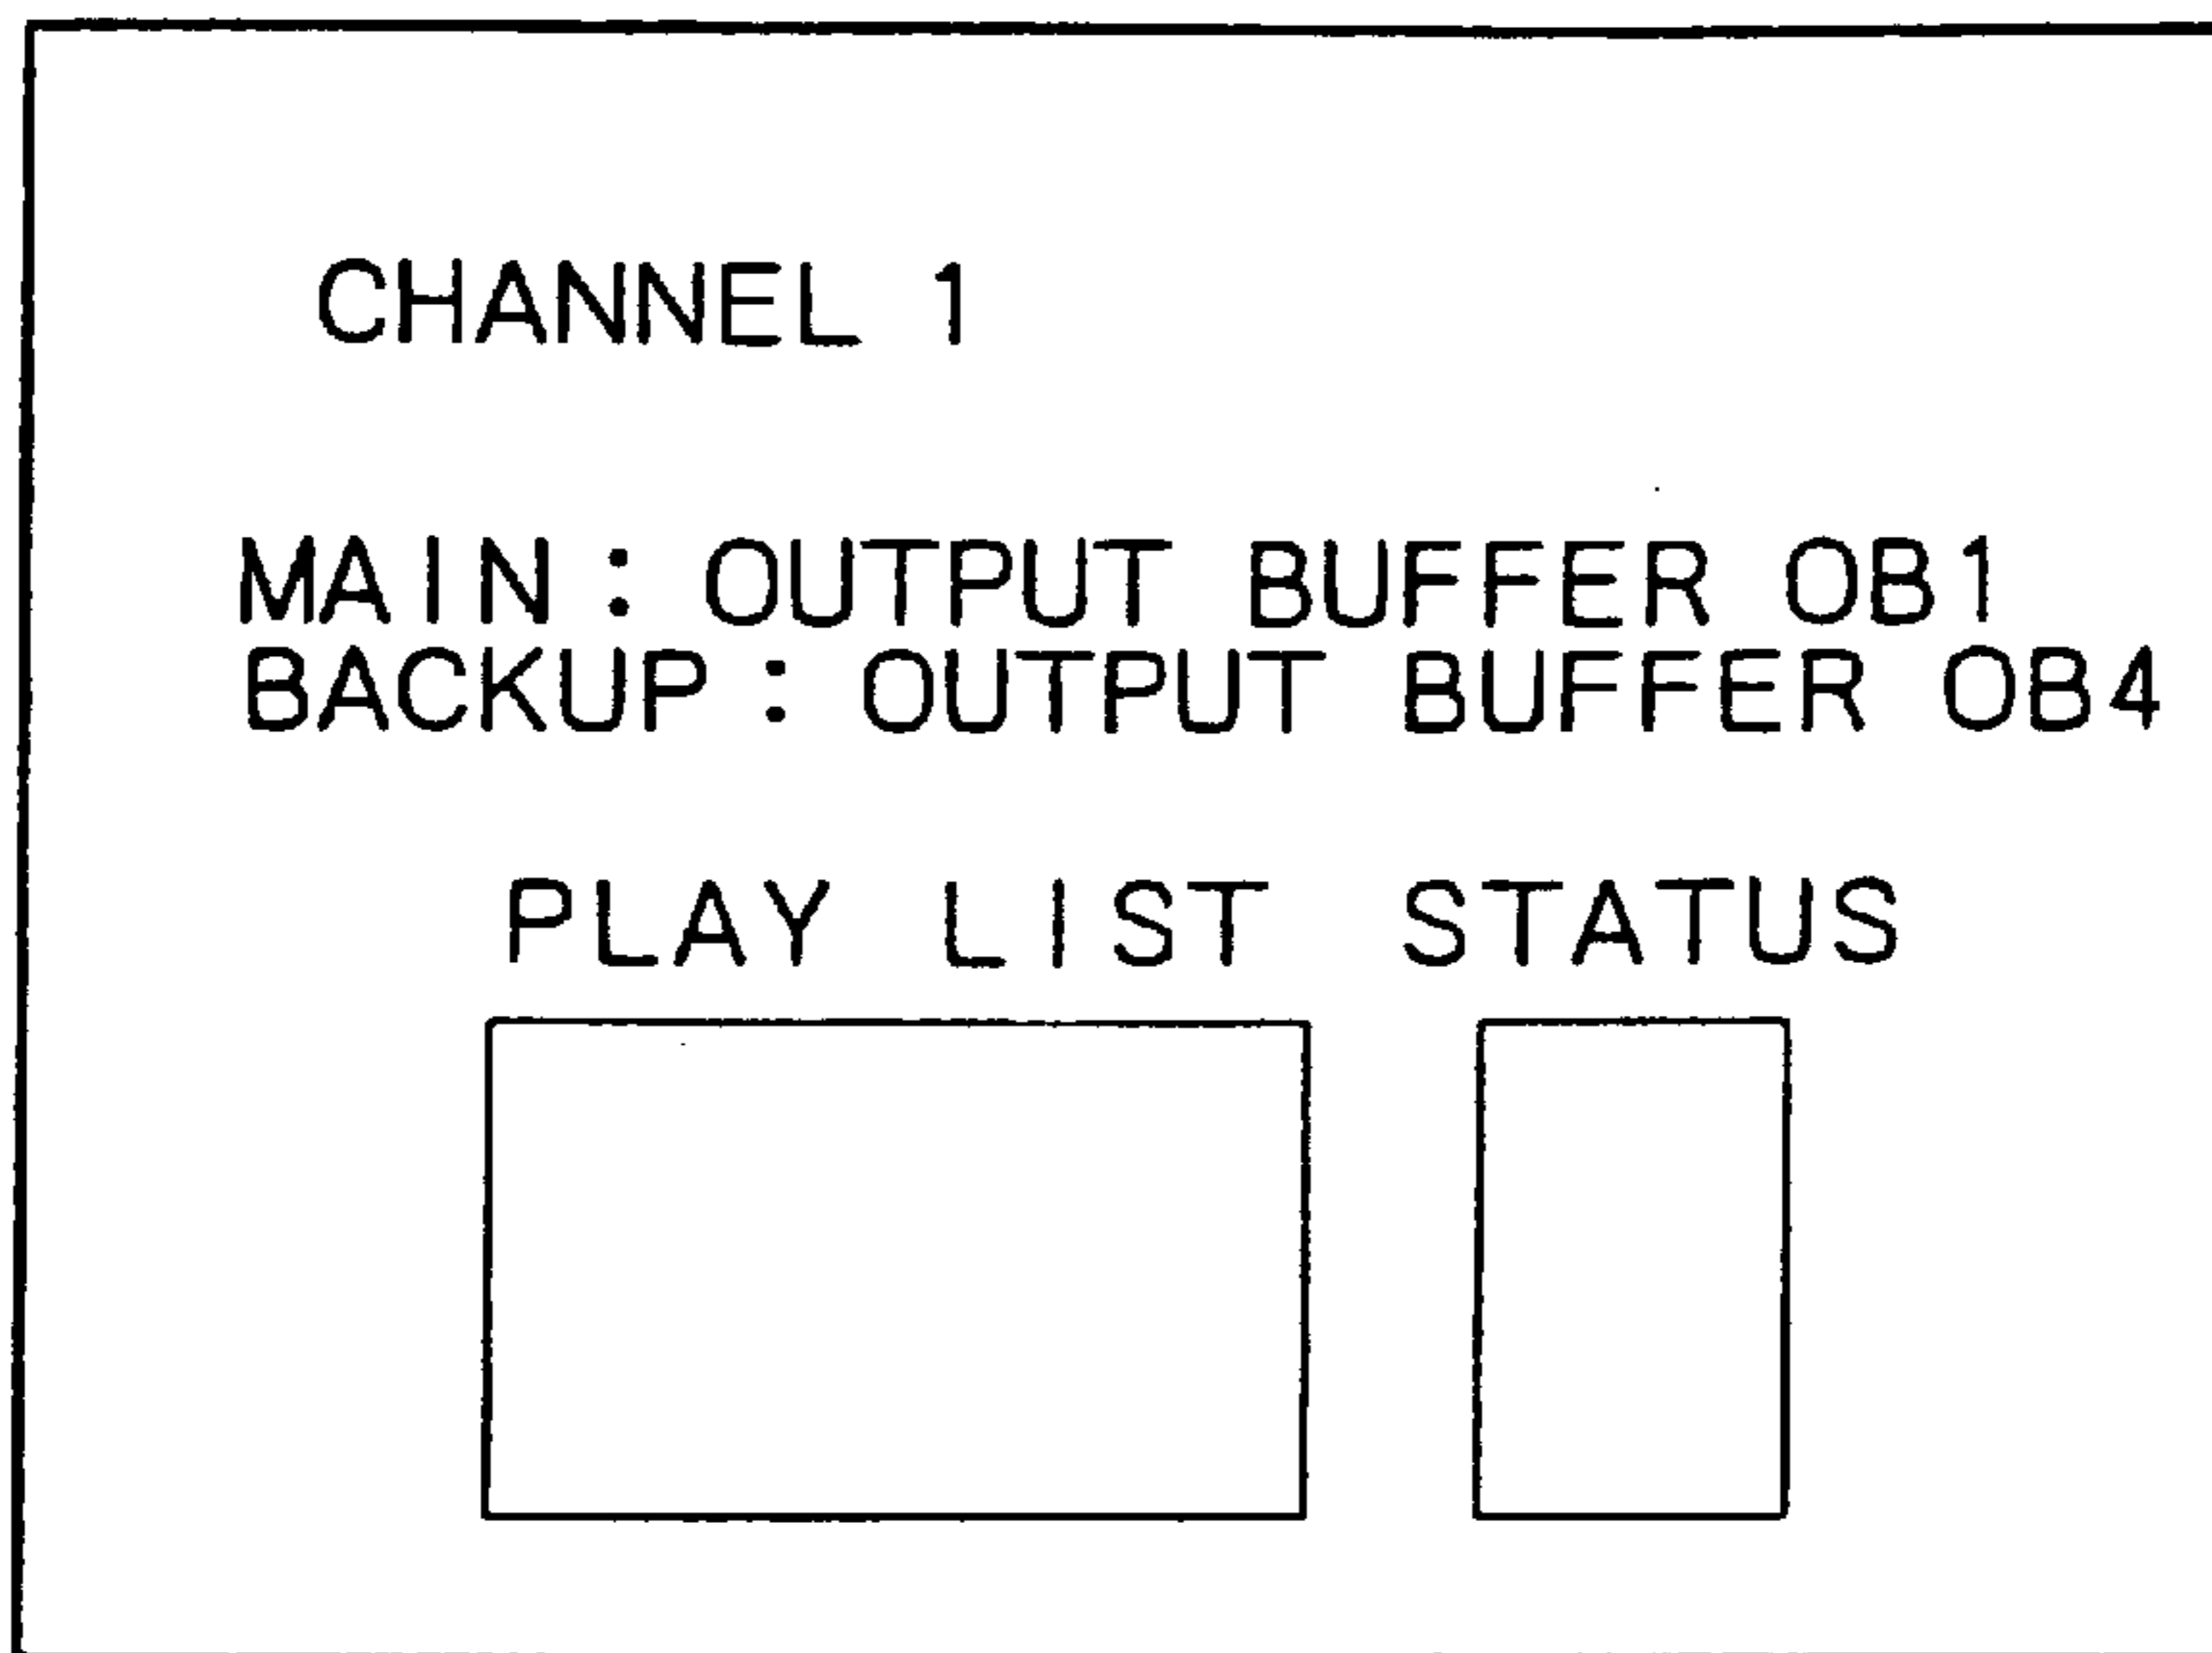 CHANNEL 1
MAIN: OUTPUT BUFFER OB1
BACKUP: OUTPUT BUFFER OB4
PLAY LIST STATUS